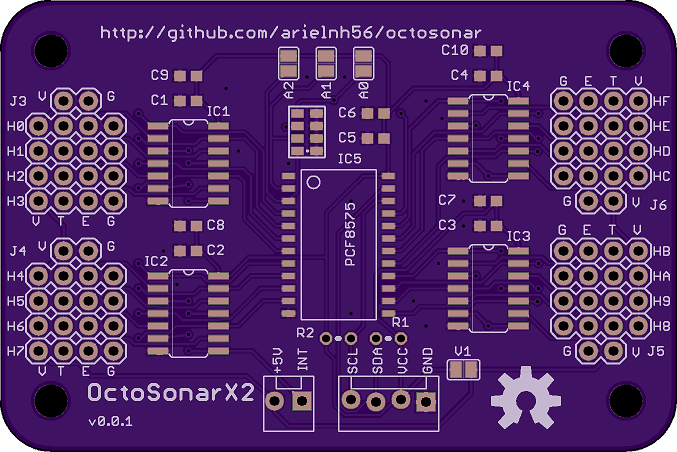 http://github.com/arielnh56/octosonar
C10
C9
C4
A2
A1
A0
G E T V
J3
V
G
C1
IC1
C6
IC4
HF
H0
C5
HE
H1
IC5
HD
H2
HC
H3
C7
V J6
V T E G
PCF8575
G
C8
C3
G E T V
J4
V
G
C2
IC3
HB
IC2
H4
HA
H5
H9
H6
R2
R1
H8
H7
+5V
INT
SCL
SDA
VCC
GND
V1
G
V J5
V T E G
OctoSonarX2
v0.0.1